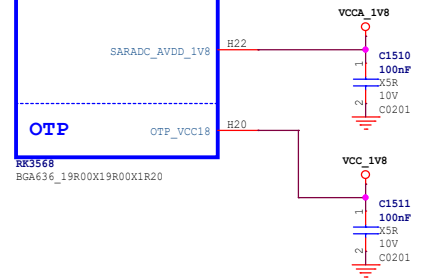 VCCA_1V8
H22
SARADC_AVDD_1V8
C1510
1
100nF
X5R
10V
2
C0201
H20
OTP
OTP_VCC18
RK3568
VCC_1V8
BGA636_19R00X19R00X1R20
C1511
1
100nF
X5R
10V
2
C0201